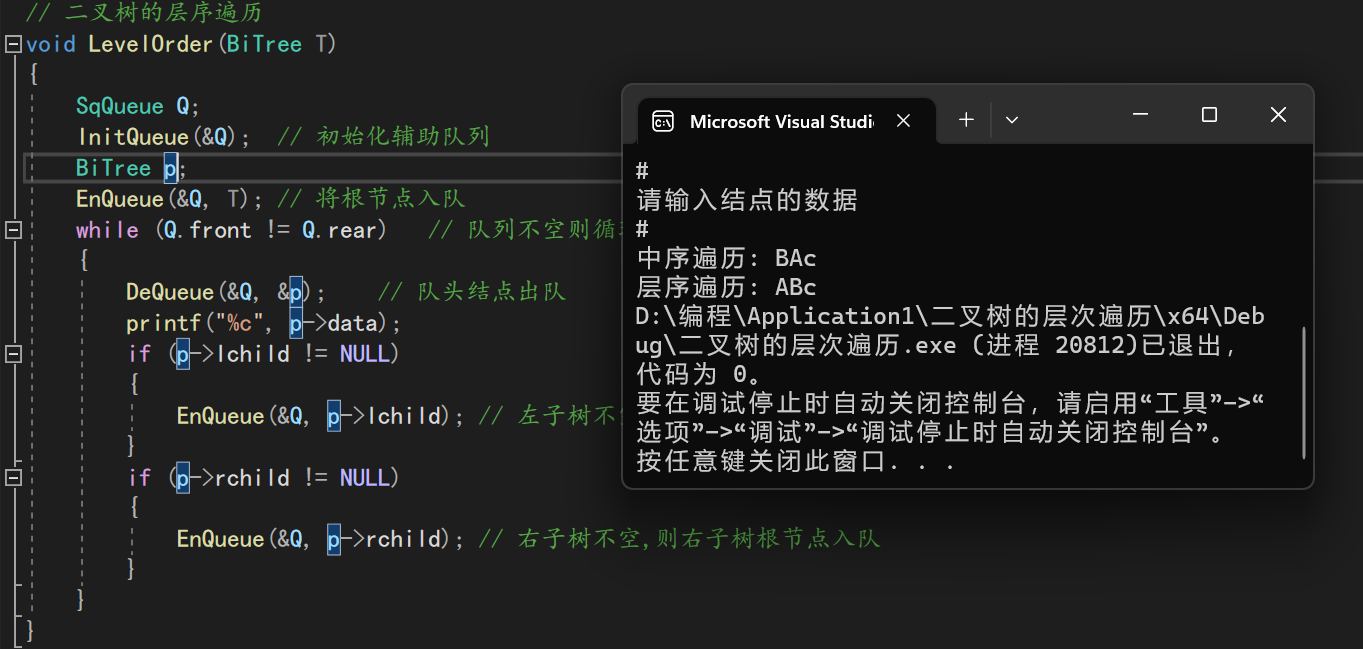 // 二叉树的层序遍历
void LevelOrder(BiTree T)
{
SqQueue Q;
InitQueue(&Q); // 初始化辅助队列
BiTree p;
EnQueue(&Q, T); // 将根节点入队
while (Q.front != Q.rear) // 队列不空则循
{
DeQueue(&Q, &p); // 队头结点出队
printf("%c", p->data);
if (p->lchild != NULL)
{
EnQueue(&Q, p->lchild); // 左子树不
}
if (p->rchild != NULL)
{
EnQueue(&Q, p->rchild); // 右子树不空,则右子树根节点入队
}
}
}
Microsoft Visual Studi
#
请输入结点的数据
#
中序遍历: BAc
层序遍历: ABc
D:\编程\Application1\二叉树的层次遍历\x64\Deb
ug\二叉树的层次遍历.exe (进程 20812)已退出,
代码为 0。
要在调试停止时自动关闭控制台, 请启用“工具”->“
选项”->“调试”->“调试停止时自动关闭控制台”。
按任意键关闭此窗口. . .